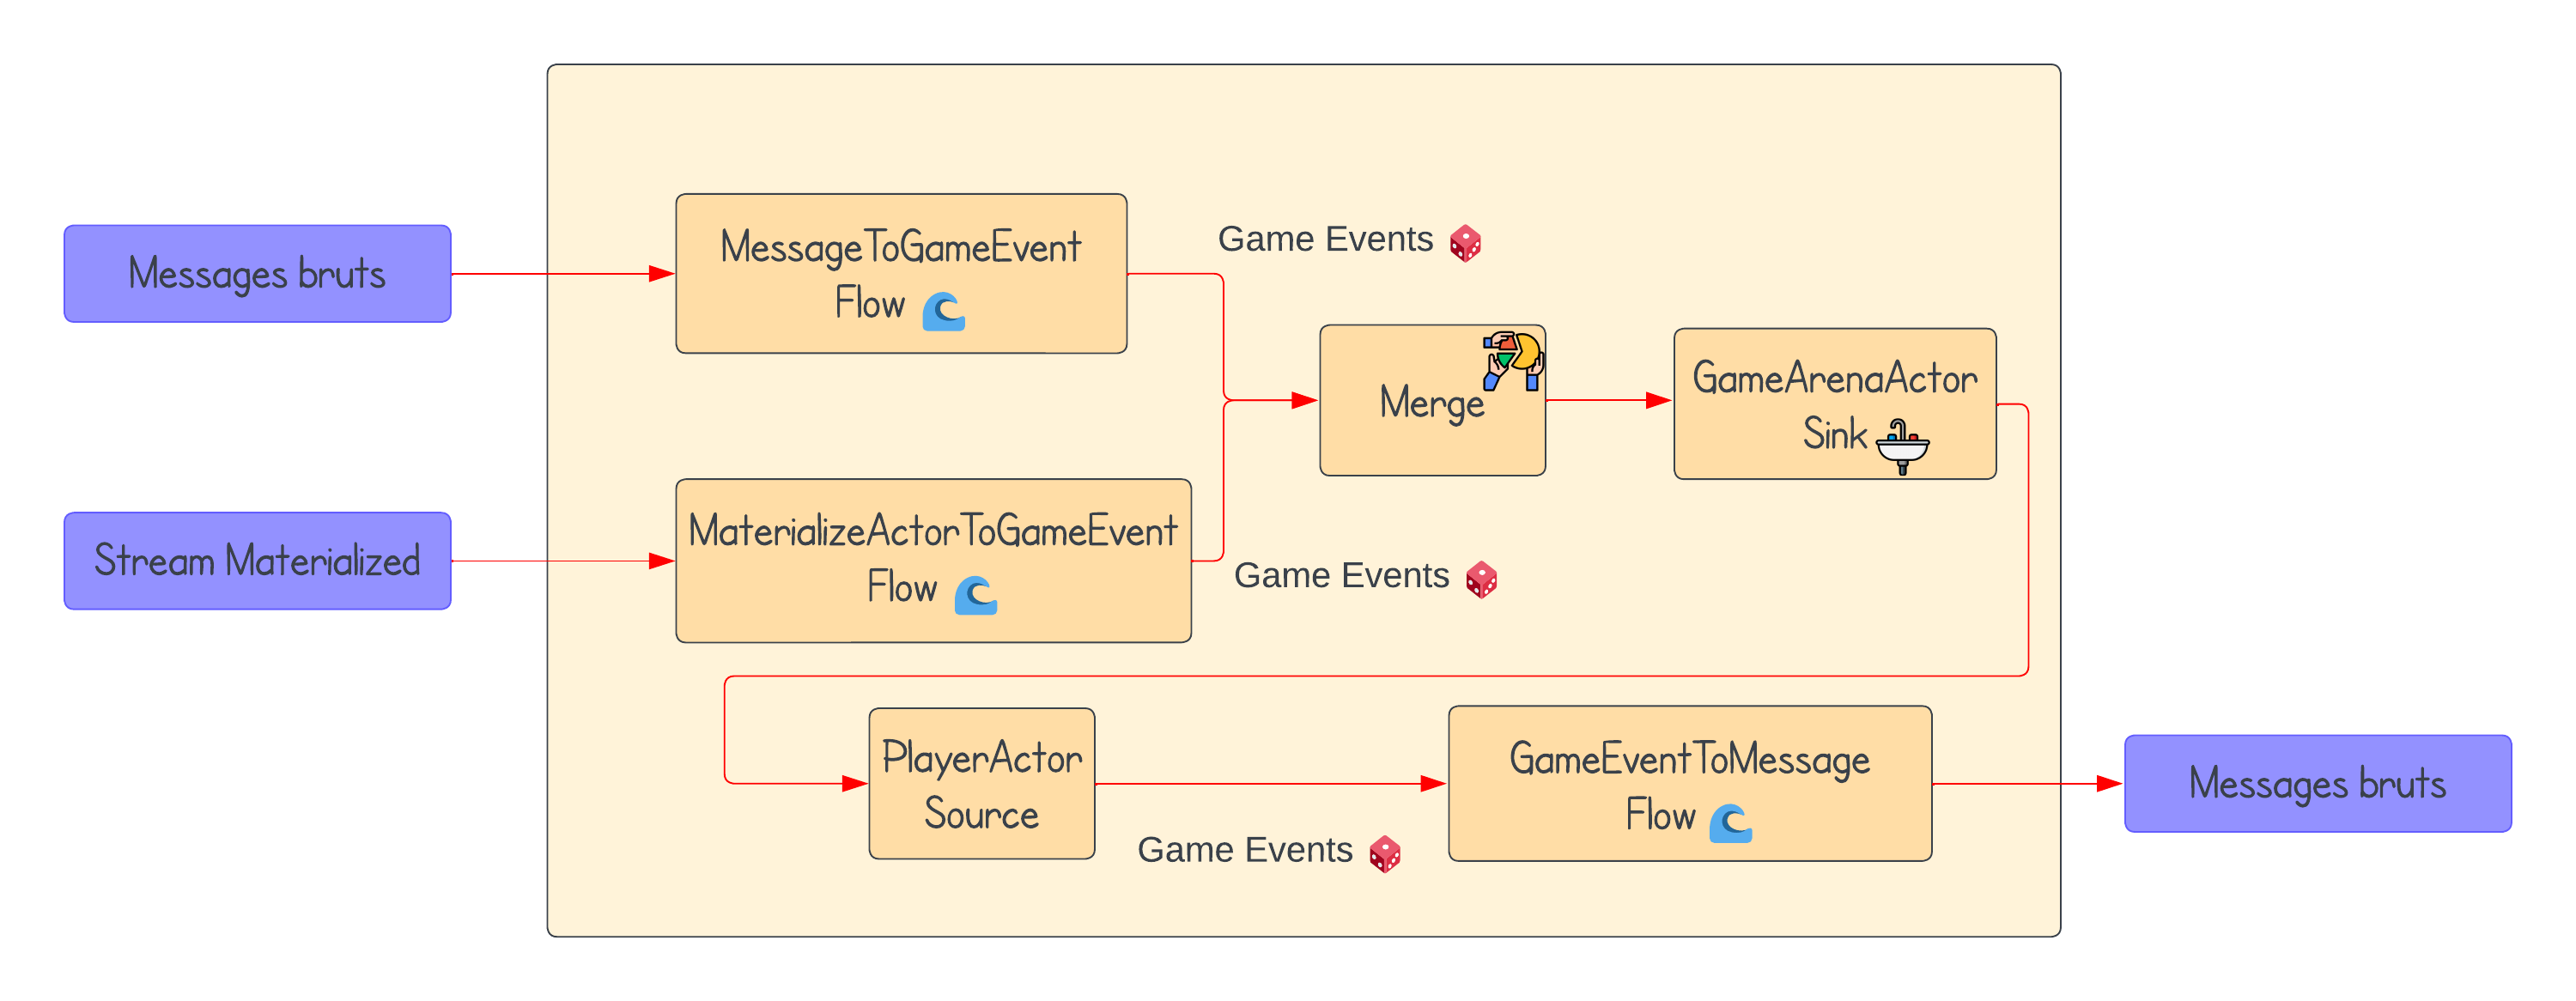 Messages bruts
MessageToGameEvent
Flow
Game Events
Merge
GameArenaActor
Sink
Stream Materialized
MaterializeActorToGameEvent
Flow
Game Events
PlayerActor
Source
Game Events
GameEventToMessage
Flow
Messages bruts